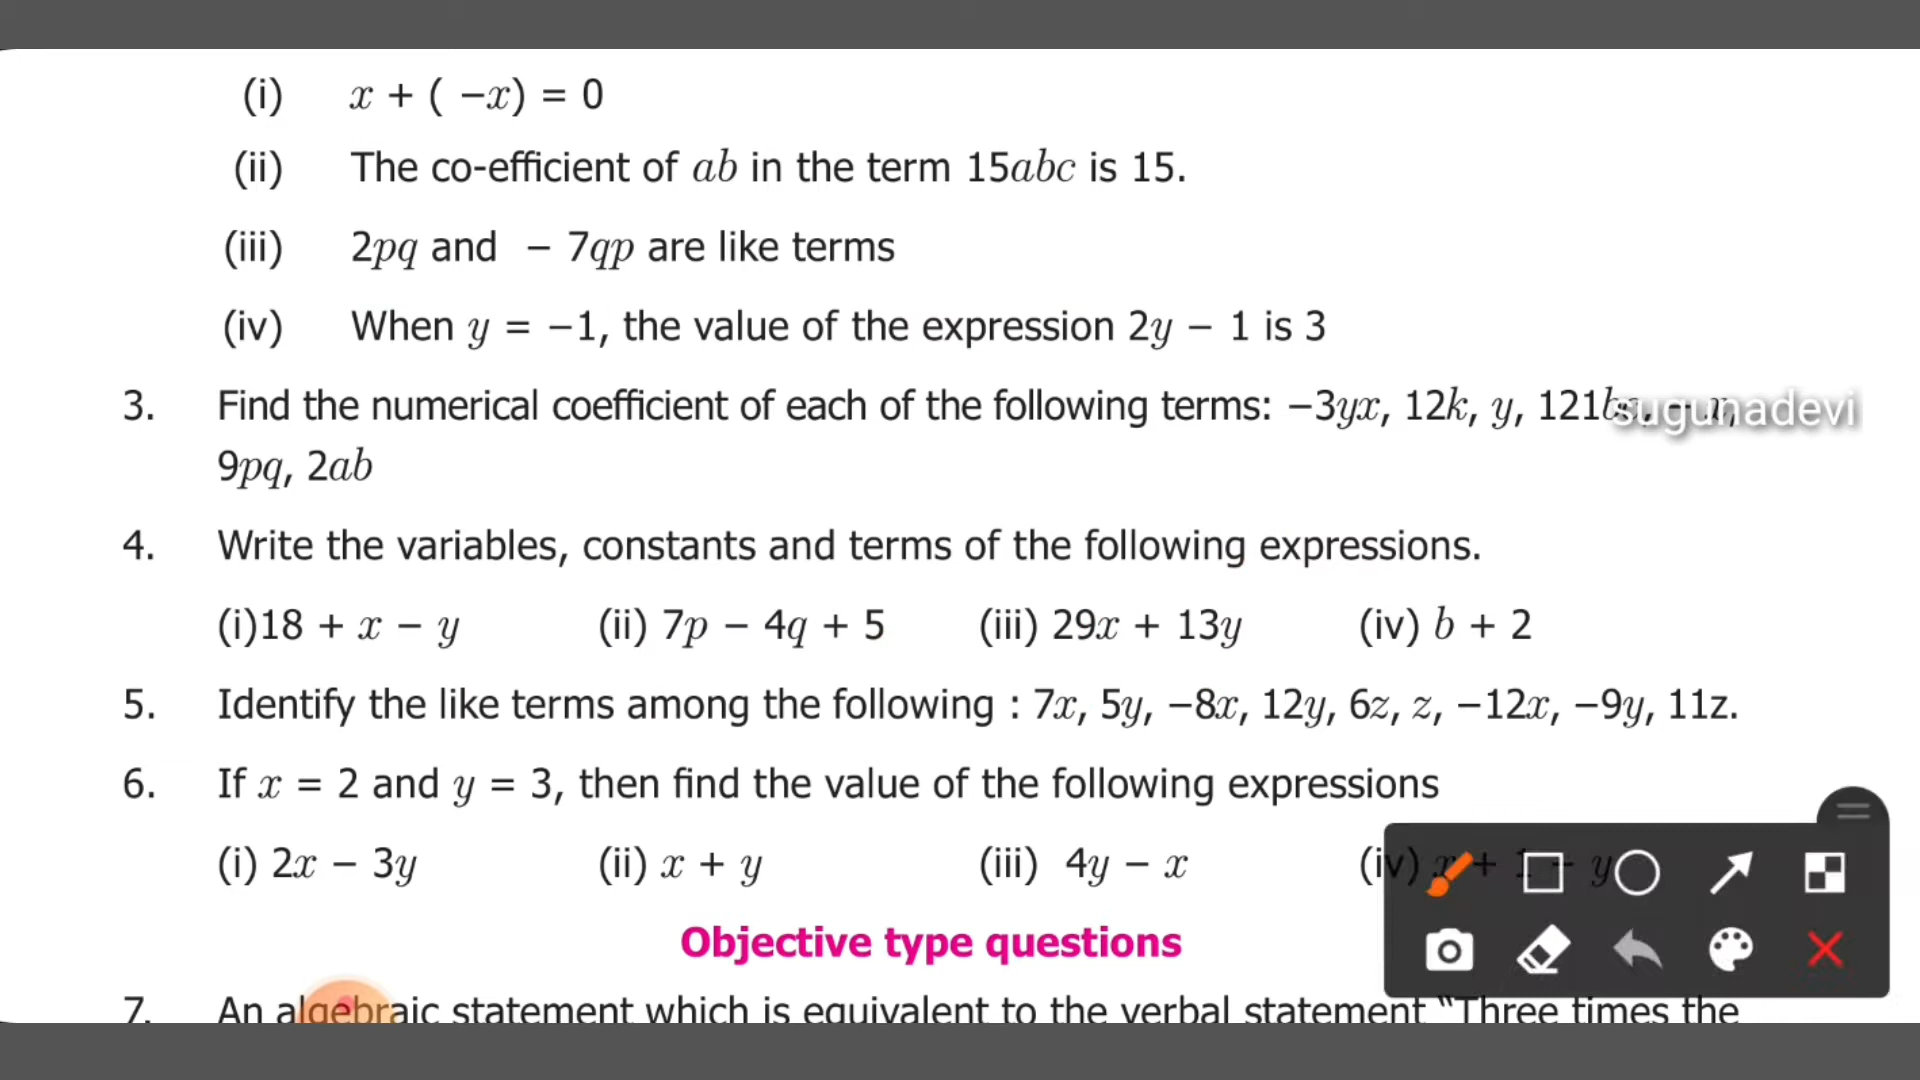 (i) x + ( −x) = 0
(ii) The co-efficient of ab in the term 15abc is 15.
(iii) 2pq and − 7qp are like terms
(iv) When y = −1, the value of the expression 2y − 1 is 3
3. Find the numerical coefficient of each of the following terms: −3yx, 12k, y, 121bc, − x,
sugunadevi
9pq, 2ab
4. Write the variables, constants and terms of the following expressions.
(i)18 + x − y (ii) 7p − 4q + 5 (iii) 29x + 13y (iv) b + 2
5. Identify the like terms among the following : 7x, 5y, −8x, 12y, 6z, z, −12x, −9y, 11z.
6. If x = 2 and y = 3, then find the value of the following expressions
(i) 2x − 3y (ii) x + y (iii) 4y − x (iv)
Objective type questions
7. An algebraic statement which is equivalent to the verbal statement "Three times the